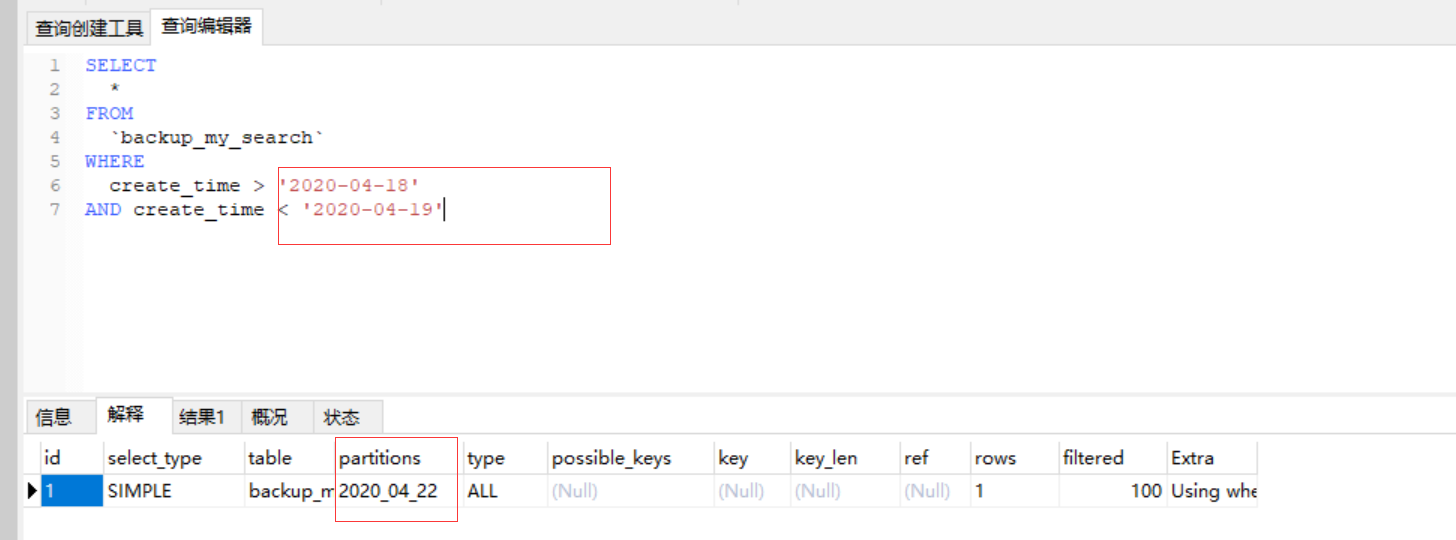 查询创建工具 查询编辑器
1 SELECT
2 *
3 FROM
4 `backup_my_search`
5 WHERE
6 create_time > '2020-04-18'
7 AND create_time < '2020-04-19'
信息 解释 结果1 概况 状态
id select_type table partitions type possible_keys key key_len ref rows filtered Extra
1 SIMPLE backup_m 2020_04_22 ALL (Null) (Null) (Null) (Null) 1 100 Using whe